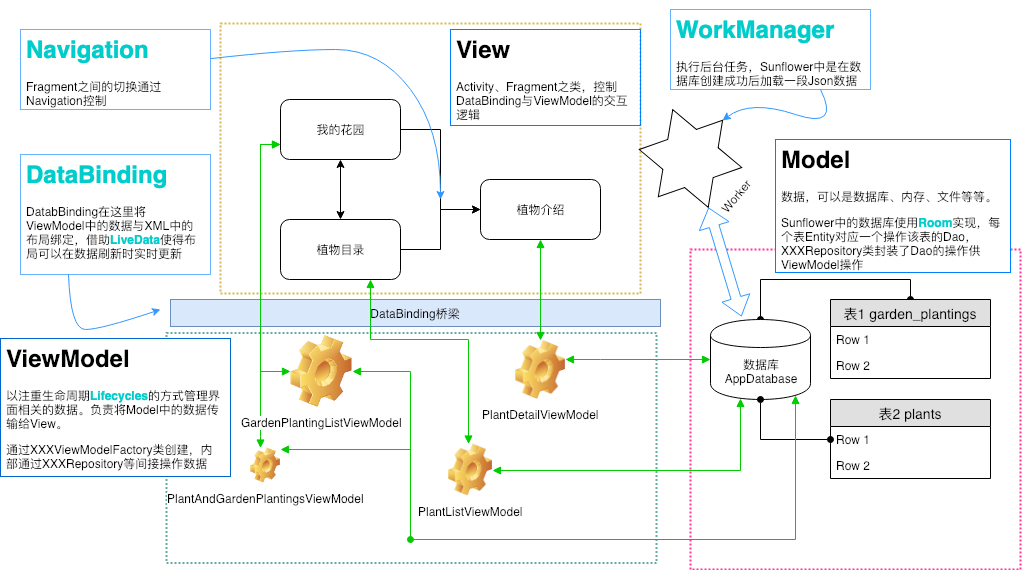 Navigation
Fragment之间的切换通过
Navigation控制
View
Activity、Fragment之类，控制
DataBinding与ViewModel的交互
逻辑
WorkManager
执行后台任务，Sunflower中是在数
据库创建成功后加载一段Json数据
我的花园
植物目录
植物介绍
Worker
DataBinding
DatabBinding在这里将
ViewModel中的数据与XML中的
布局绑定，借助LiveData使得布
局可以在数据刷新时实时更新
Model
数据，可以是数据库、内存、文件等等。
Sunflower中的数据库使用Room实现，每
个表Entity对应一个操作该表的Dao，
XXXRepository类封装了Dao的操作供
ViewModel操作
DataBinding桥梁
ViewModel
以注重生命周期Lifecycles的方式管理界
面相关的数据。负责将Model中的数据传
输给View。
通过XXXViewModelFactory类创建，内
部通过XXXRepository等间接操作数据
GardenPlantingListViewModel
PlantAndGardenPlantingsViewModel
PlantDetailViewModel
PlantListViewModel
数据库
AppDatabase
表1 garden_plantings
Row 1
Row 2
表2 plants
Row 1
Row 2